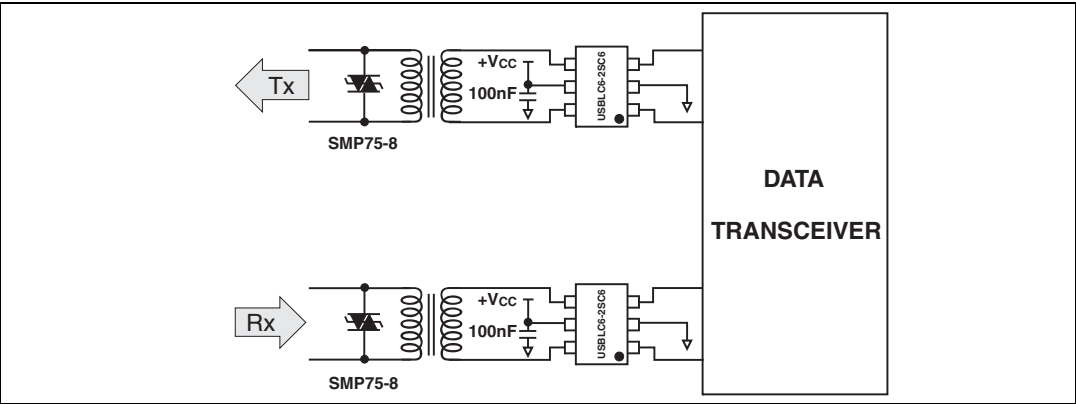 Tx
+Vcc
100nF
USBLC6-2SC6
SMP75-8
DATA
TRANSCEIVER
Rx
+Vcc
100nF
USBLC6-2SC6
SMP75-8